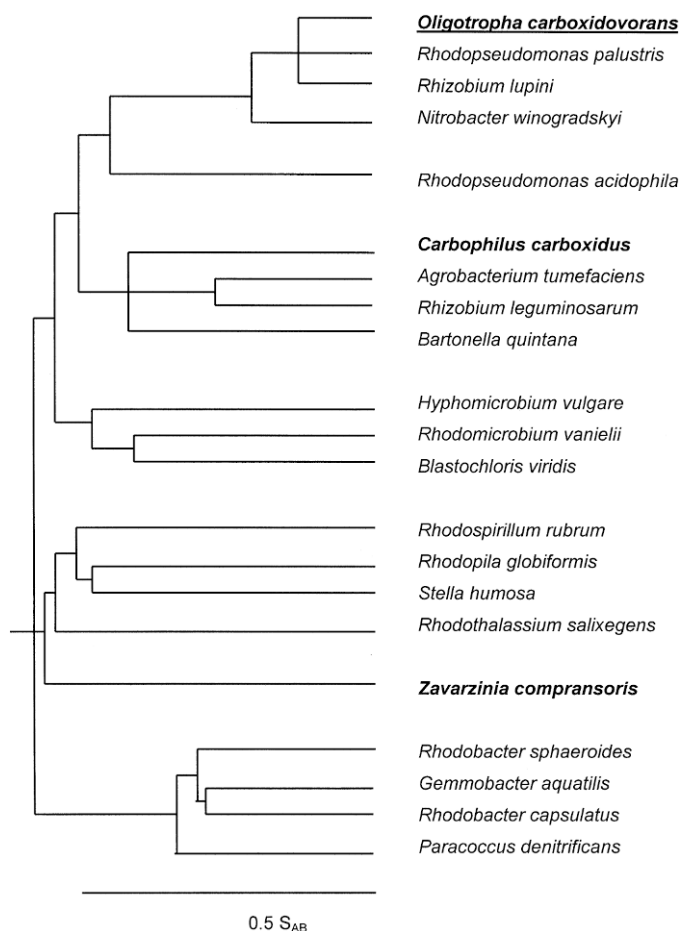 Oligotropha carboxidovorans
Rhodopseudomonas palustris
Rhizobium lupini
Nitrobacter winogradskyi
Rhodopseudomonas acidophila
Carbophilus carboxidus
Agrobacterium tumefaciens
Rhizobium leguminosarum
Bartonella quintana
Hyphomicrobium vulgare
Rhodomicrobium vanielii
Blastochloris viridis
Rhodospirillum rubrum
Rhodopila globiformis
Stella humosa
Rhodothalassium salixegens
Zavarzinia compransoris
Rhodobacter sphaeroides
Gemmobacter aquatilis
Rhodobacter capsulatus
Paracoccus denitrificans
0.5 SAB